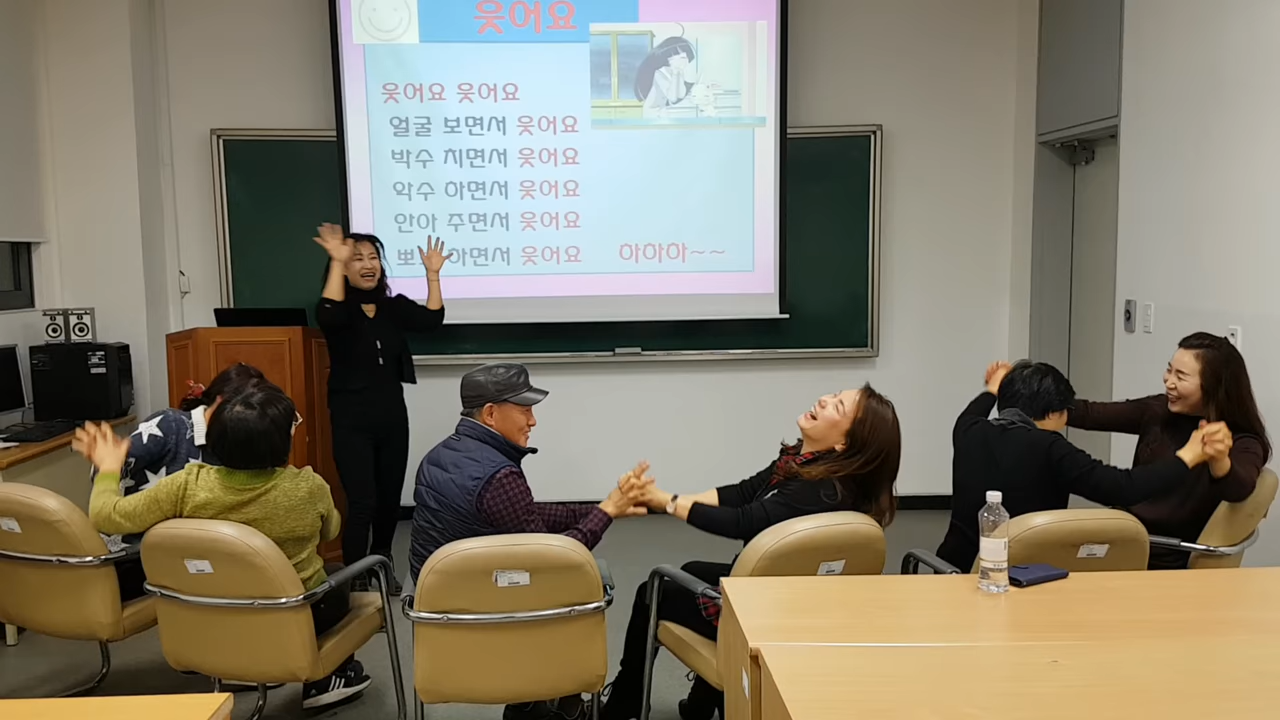 웃어요
웃어요 웃어요
얼굴 보면서 웃어요
박수 치면서 웃어요
악수 하면서 웃어요
안아 주면서 웃어요
하면서 웃어요 하하하~~